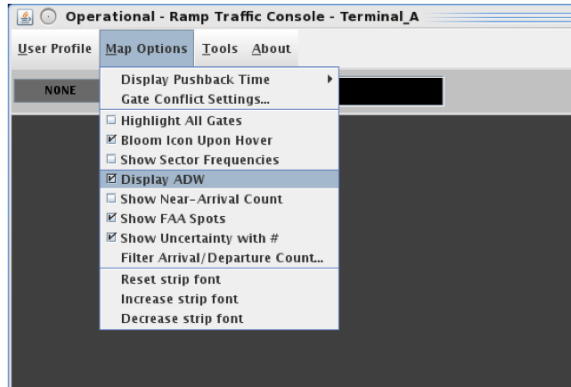 Operational - Ramp Traffic Console - Terminal_A
User Profile Map Options Tools About
NONE
Display Pushback Time
Gate Conflict Settings...
Highlight All Gates
Bloom Icon Upon Hover
Show Sector Frequencies
Display ADW
Show Near-Arrival Count
Show FAA Spots
Show Uncertainty with #
Filter Arrival/Departure Count...
Reset strip font
Increase strip font
Decrease strip font